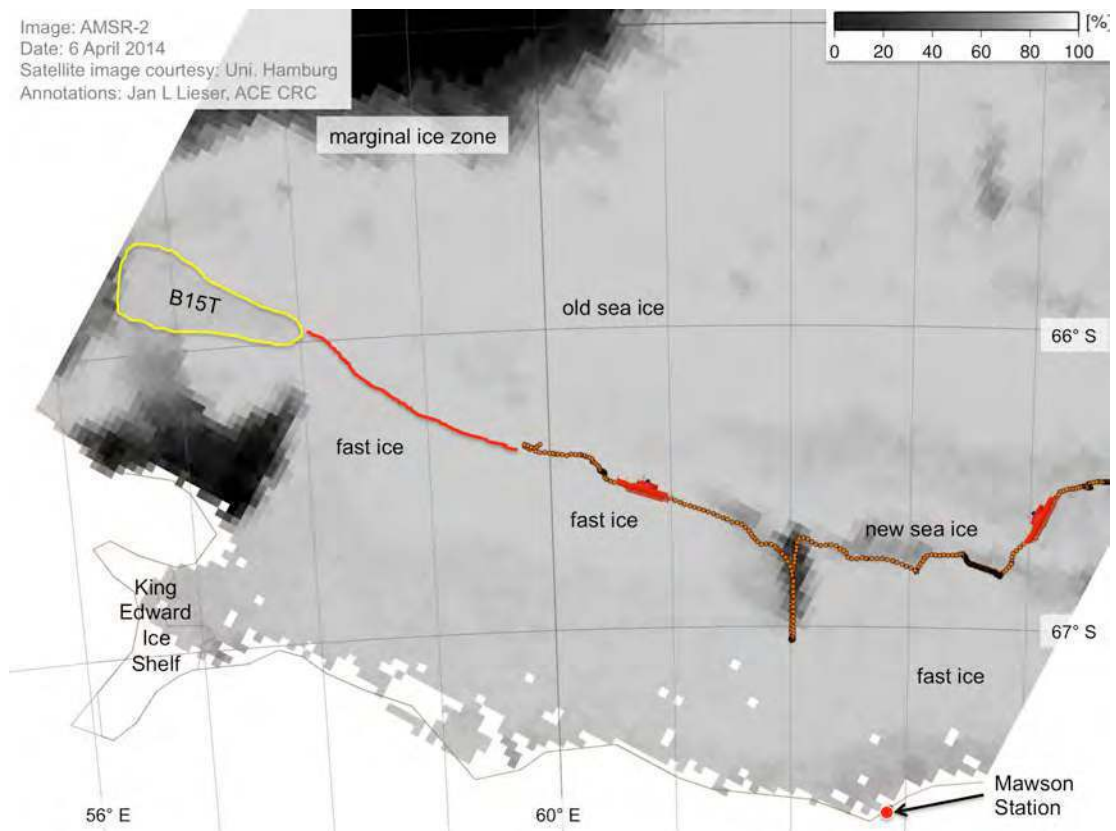 Image: AMSR-2
Date: 6 April 2014
Satellite image courtesy: Uni. Hamburg
Annotations: Jan L Lieser, ACE CRC
[%]
0 20 40 60 80 100
marginal ice zone
B15T
old sea ice
66° S
fast ice
fast ice
new sea ice
King
Edward
Ice
Shelf
67° S
fast ice
Mawson
Station
56° E
60° E